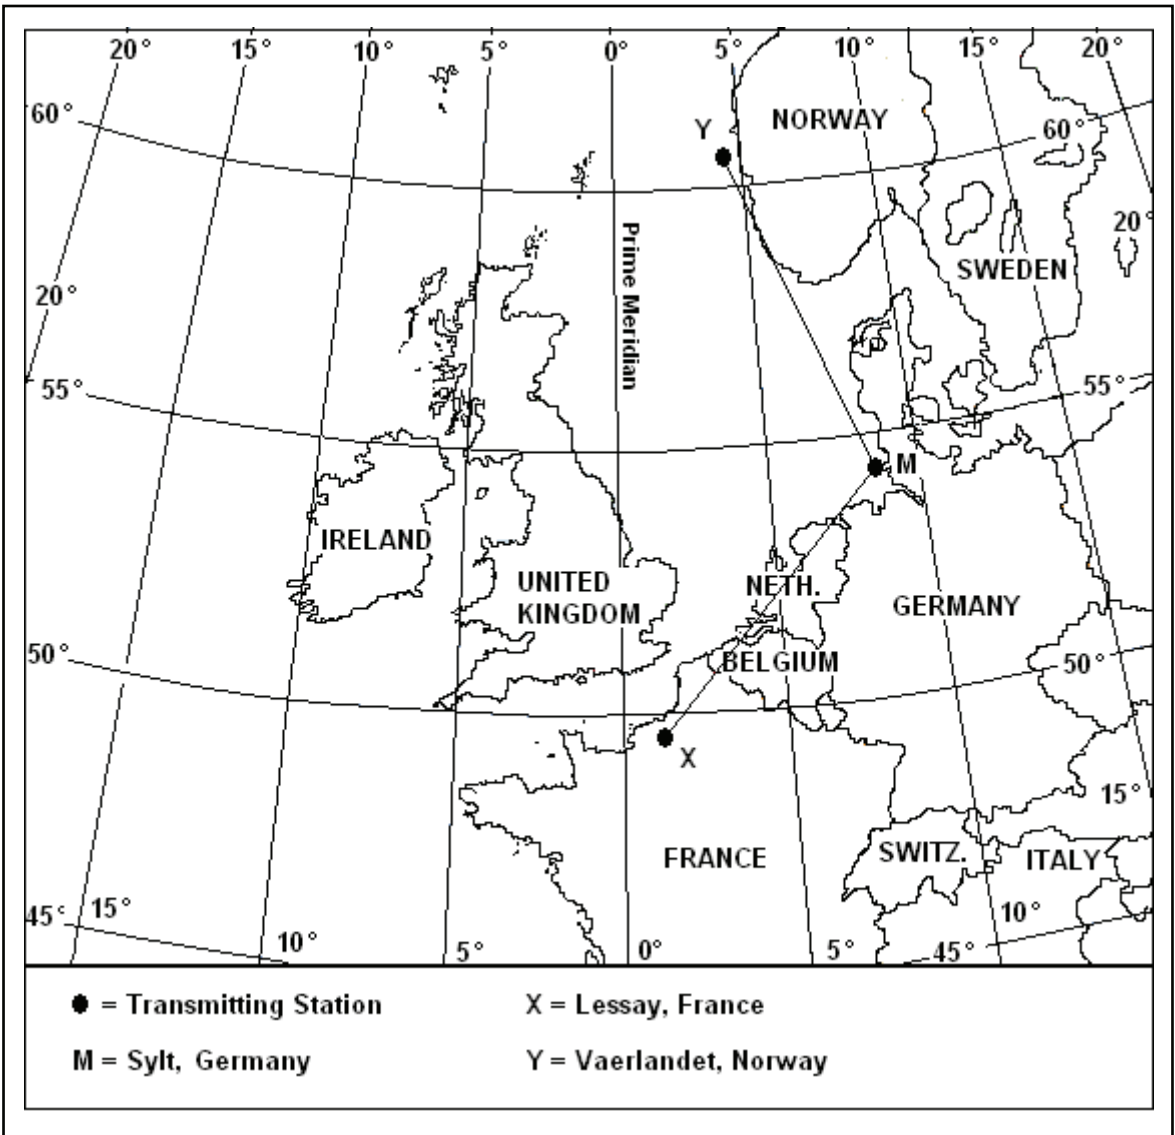 20° 15° 10° 5° 0° 5° 10° 15° 20°
60°
NORWAY
60°
Y
Prime Meridian
20°
SWEDEN
20°
55°
55°
M
IRELAND
UNITED
KINGDOM
NETH.
GERMANY
50°
BELGIUM
50°
X
15°
FRANCE
SWITZ.
ITALY
45° 15°
10°
10° 5° 0° 5° 45°
= Transmitting Station
X = Lessay, France
M = Sylt, Germany
Y = Vaerlandet, Norway